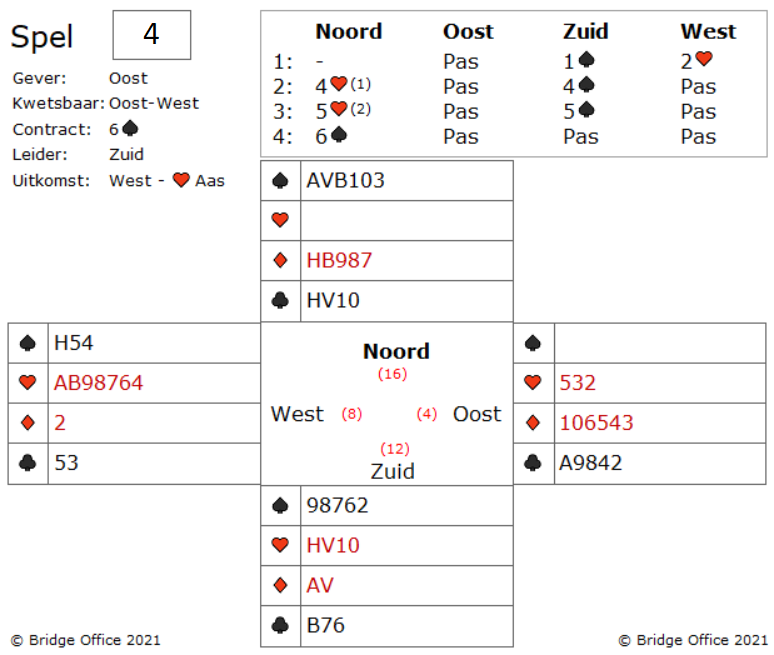 Spel 4
Gever: Oost
Kwetsbaar: Oost-West
Contract: 6♠
Leider: Zuid
Uitkomst: West - ♥ Aas
Noord Oost Zuid West
1: - Pas 1♠ 2♥
2: 4♥(1) Pas 4♠ Pas
3: 5♥(2) Pas 5♠ Pas
4: 6♠ Pas Pas Pas
♠ AVB103
♥
♦ HB987
♣ HV10
♠ H54
♥ AB98764
♦ 2
♣ 53
Noord
(16)
West (8) (4) Oost
(12)
Zuid
♠
♥ 532
♦ 106543
♣ A9842
♠ 98762
♥ HV10
♦ AV
♣ B76
© Bridge Office 2021
© Bridge Office 2021